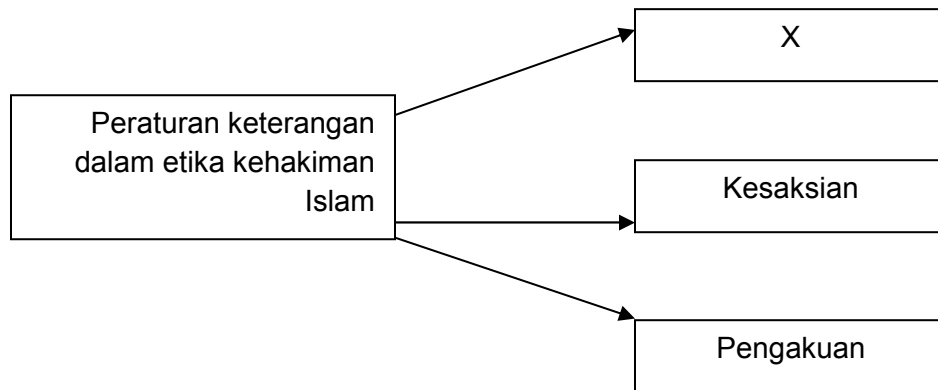 X
Peraturan keterangan
dalam etika kehakiman
Islam
Kesaksian
Pengakuan